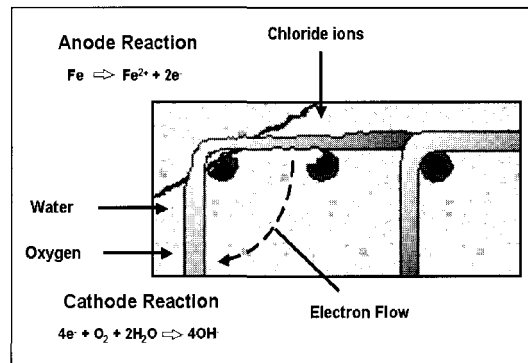 Anode Reaction
Fe ⇨ Fe²⁺ + 2e⁻
Chloride ions
Water
Oxygen
Electron Flow
Cathode Reaction
4e⁻ + O₂ + 2H₂O ⇨ 4OH⁻